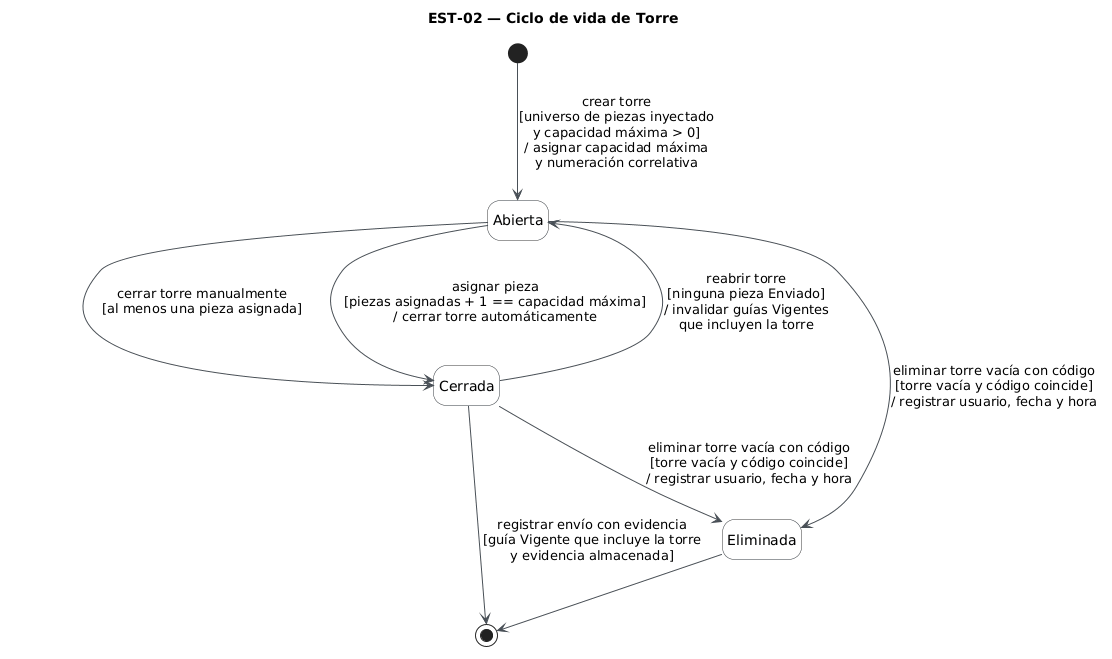 EST-02 — Ciclo de vida de Torre
crear torre
[universo de piezas inyectado
y capacidad máxima > 0]
/ asignar capacidad máxima
y numeración correlativa
Abierta
cerrar torre manualmente
[al menos una pieza asignada]
asignar pieza
[piezas asignadas + 1 == capacidad máxima]
/ cerrar torre automáticamente
reabrir torre
[ninguna pieza Enviado]
/ invalidar guías Vigentes
que incluyen la torre
eliminar torre vacía con código
[torre vacía y código coincide]
/ registrar usuario, fecha y hora
Cerrada
eliminar torre vacía con código
[torre vacía y código coincide]
/ registrar usuario, fecha y hora
registrar envío con evidencia
[guía Vigente que incluye la torre
y evidencia almacenada]
Eliminada